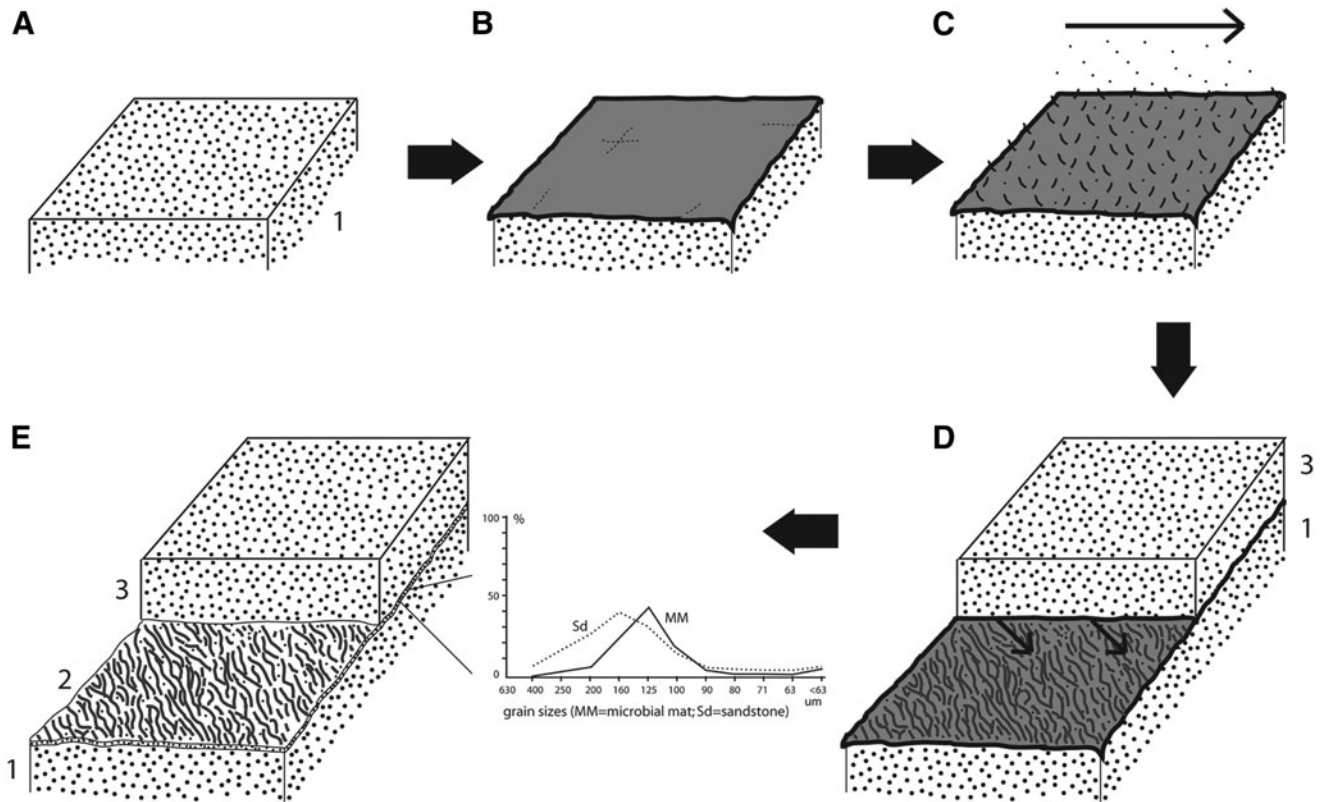 A
B
C
1
E
D
3
1
3
2
1
100
%
50
0
Sd
MM
630 400 250 200 160 125 100 90 80 71 63 <63
um
grain sizes (MM=microbial mat; Sd=sandstone)